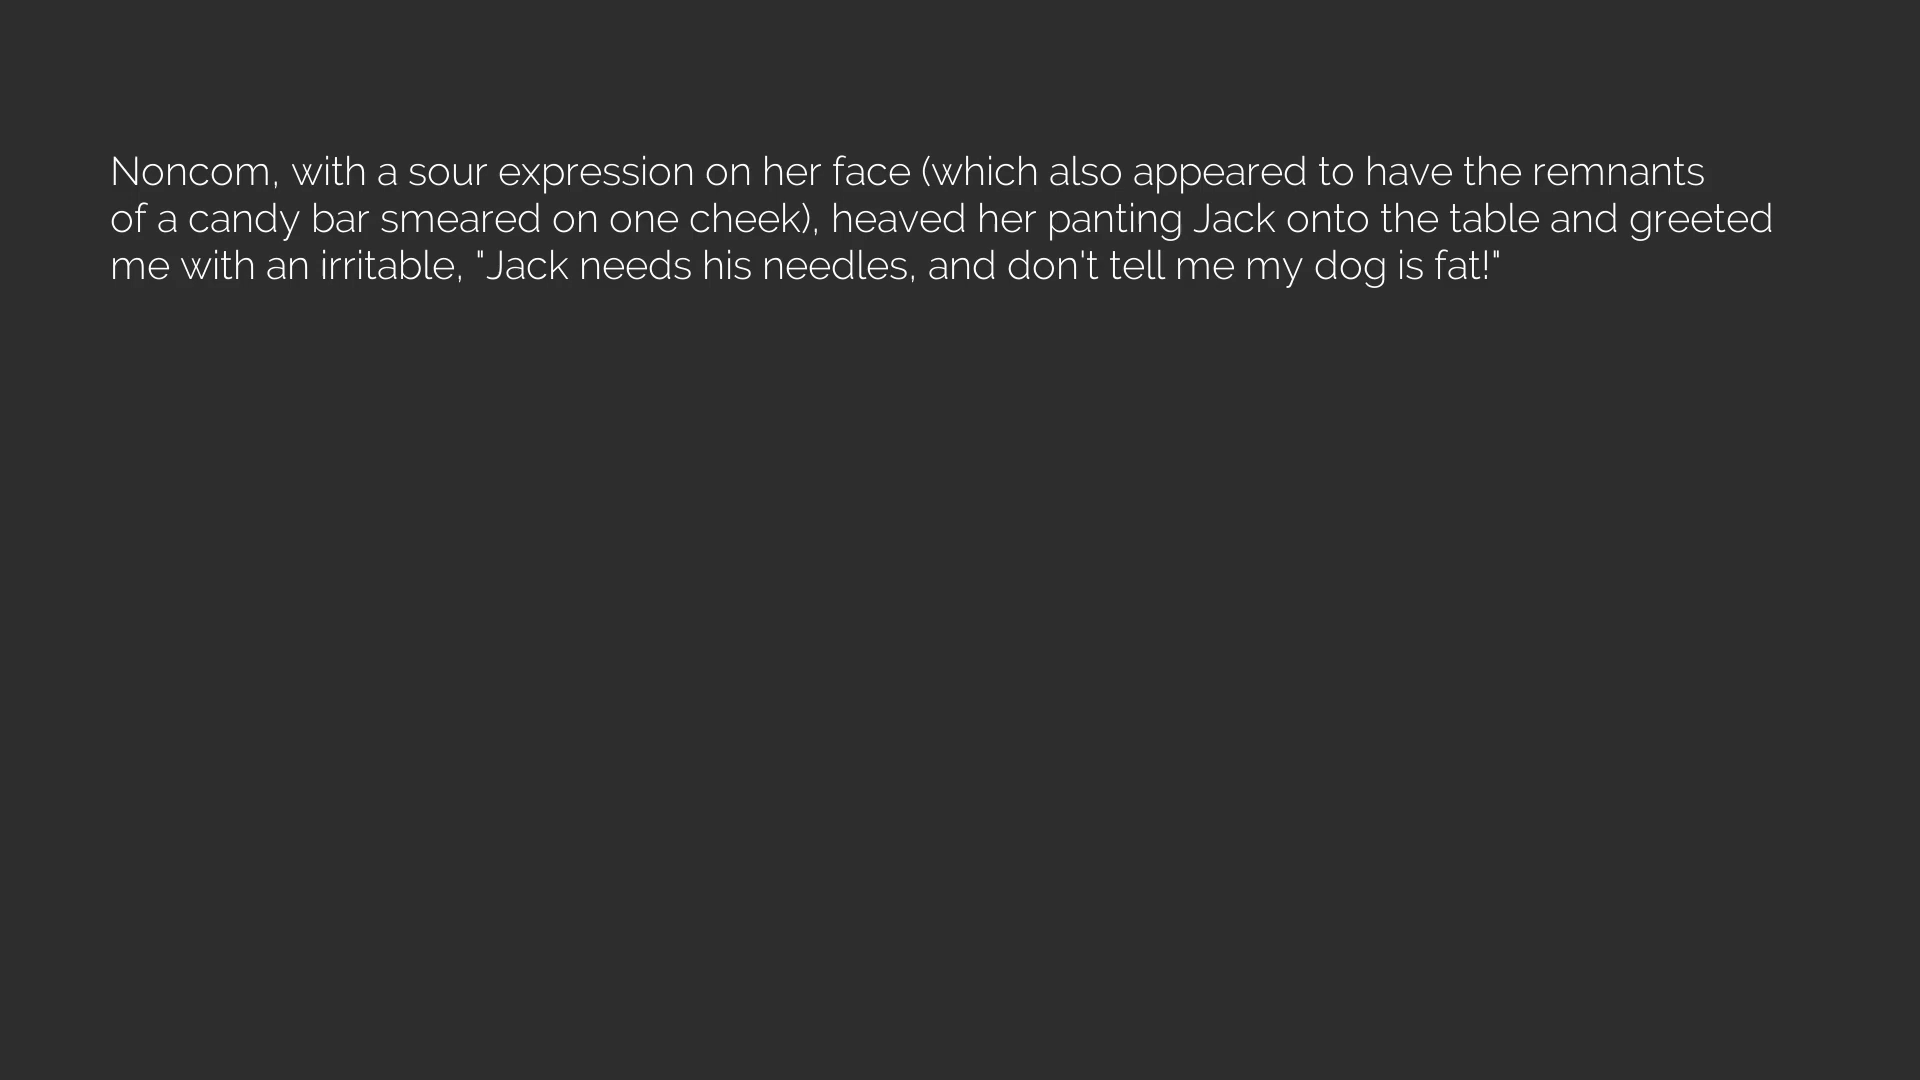 Noncom, with a sour expression on her face (which also appeared to have the remnants
of a candy bar smeared on one cheek), heaved her panting Jack onto the table and greeted
me with an irritable, "Jack needs his needles, and don't tell me my dog is fat!"